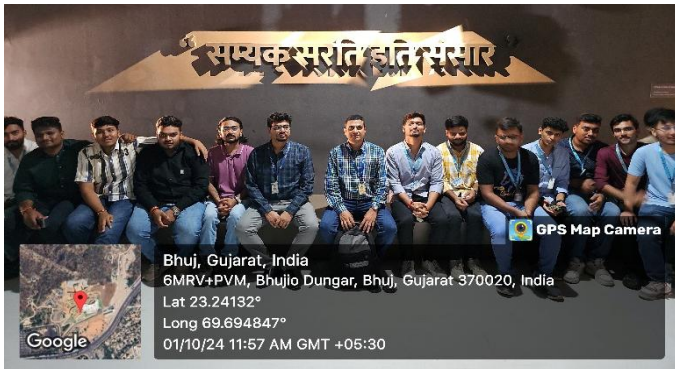 “ सम्यक् सरति इति संसार ”
GPS Map Camera
Bhuj, Gujarat, India
6MRV+PVM, Bhujio Dungar, Bhuj, Gujarat 370020, India
Lat 23.24132°
Long 69.694847°
01/10/24 11:57 AM GMT +05:30
Google